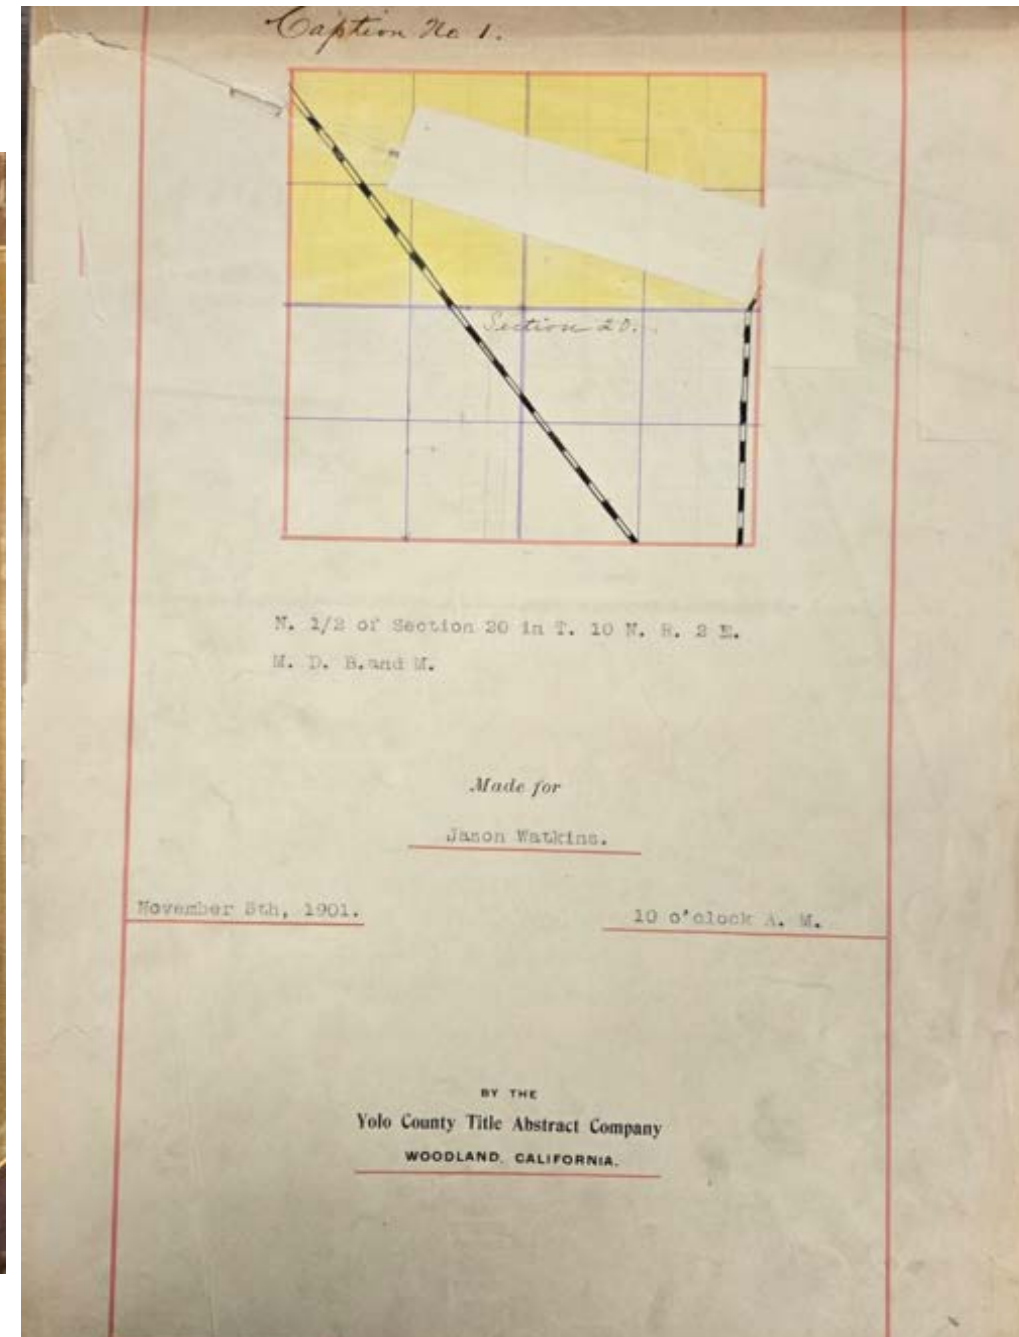 Caption No 1.
Section 20.
N. 1/2 of Section 20 in T. 10 N. R. 2 E.
M. D. B. and M.
Made for
Jason Watkins.
November 5th, 1901.
10 o'clock A. M.
BY THE
Yolo County Title Abstract Company
WOODLAND, CALIFORNIA.